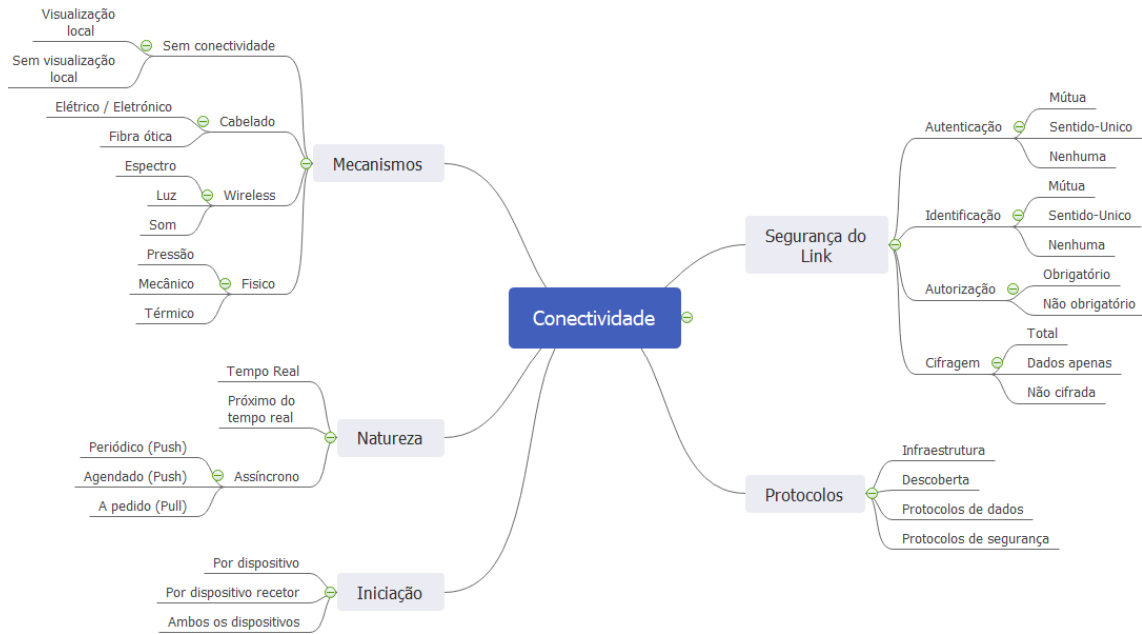 Conectividade
Mecanismos
Sem conectividade
Visualização
local
Sem visualização
local
Cabelado
Elétrico / Eletrónico
Fibra ótica
Wireless
Espectro
Luz
Som
Fisico
Pressão
Mecânico
Térmico
Natureza
Tempo Real
Próximo do
tempo real
Assíncrono
Periódico (Push)
Agendado (Push)
A pedido (Pull)
Iniciação
Por dispositivo
Por dispositivo recetor
Ambos os dispositivos
Segurança do
Link
Autenticação
Mútua
Sentido-Unico
Nenhuma
Identificação
Mútua
Sentido-Unico
Nenhuma
Autorização
Obrigatório
Não obrigatório
Cifragem
Total
Dados apenas
Não cifrada
Protocolos
Infraestrutura
Descoberta
Protocolos de dados
Protocolos de segurança